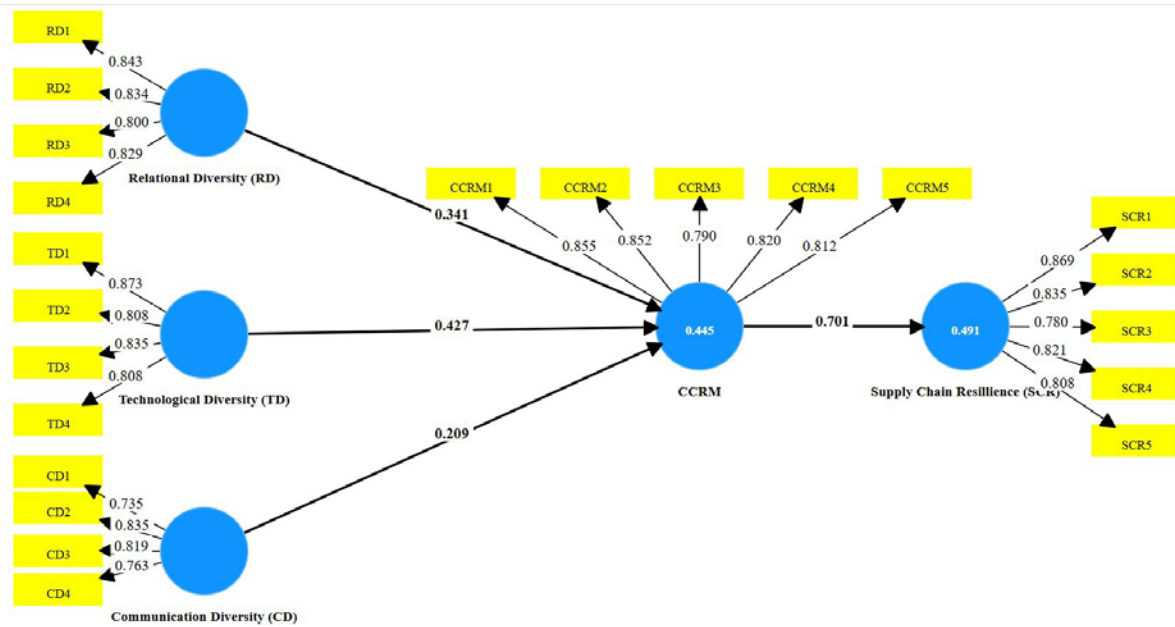 RD1
0.843
RD2
0.834
RD3
0.800
0.829
RD4
Relational Diversity (RD)
TD1
0.873
TD2
0.808
0.835
TD3
0.808
TD4
Technological Diversity (TD)
CD1
0.735
CD2
0.835
0.819
CD3
0.763
CD4
Communication Diversity (CD)
0.341
0.427
0.209
CCRM1
CCRM2
CCRM3
CCRM4
CCRM5
0.855
0.852
0.790
0.820
0.812
0.445
CCRM
0.701
0.491
Supply Chain Resillience (SCR)
SCR1
0.869
SCR2
0.835
0.780
SCR3
0.821
0.808
SCR4
SCR5